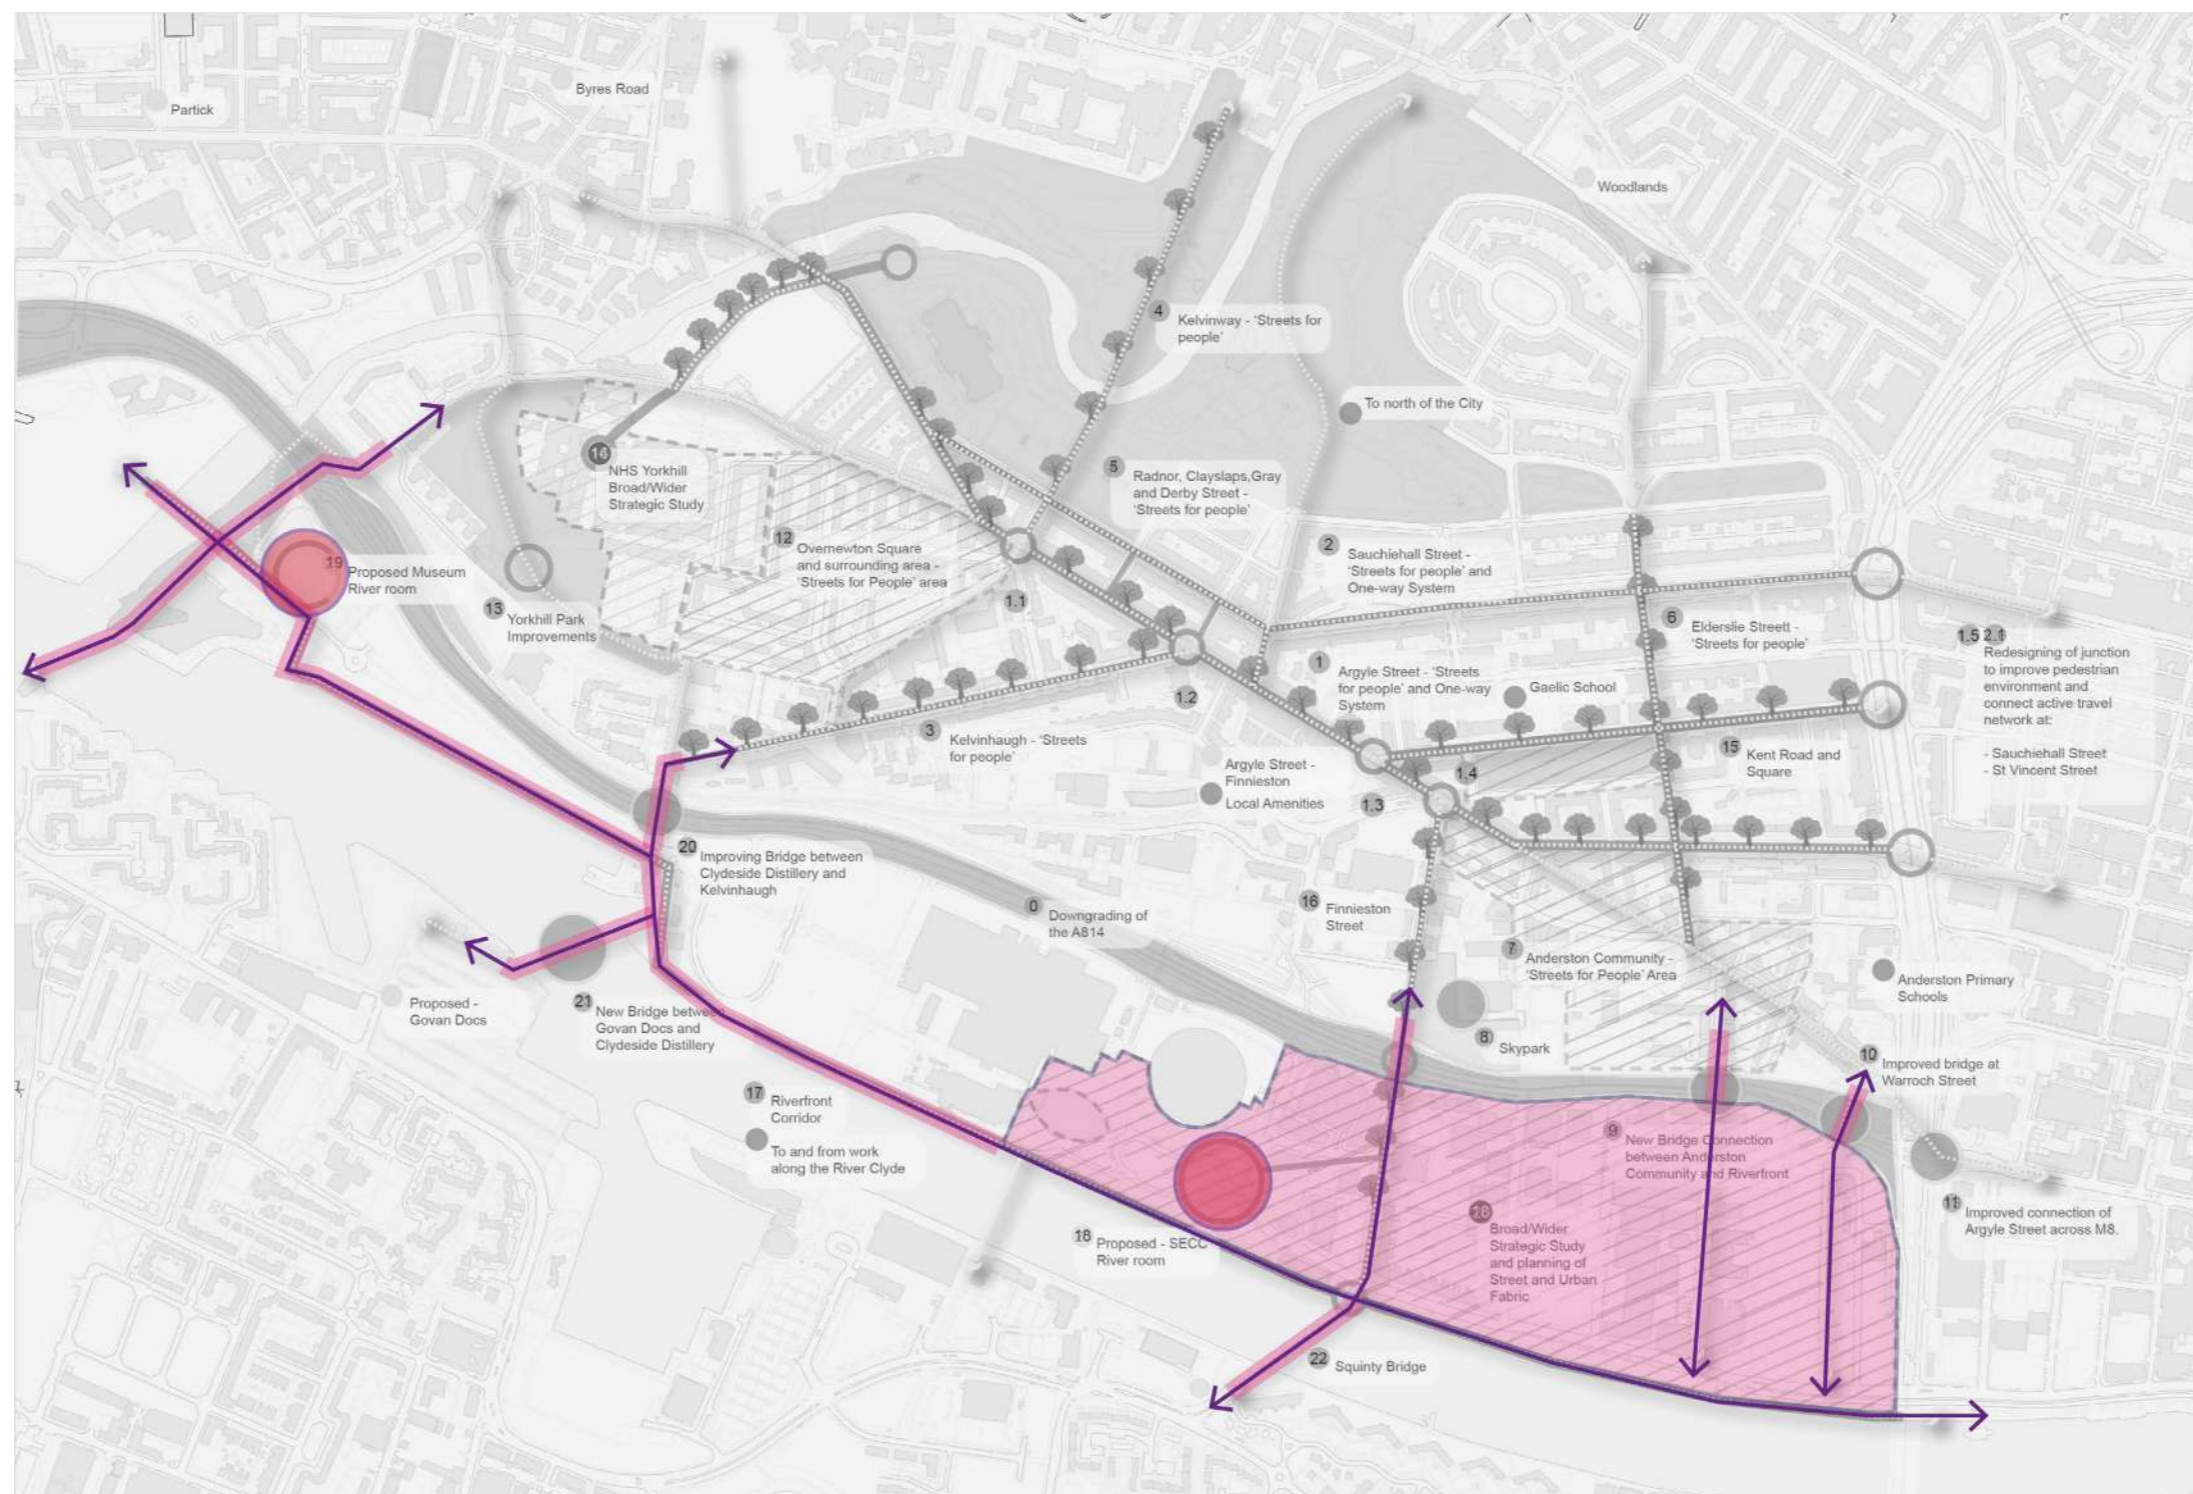 Byres Road
Partick
Woodlands
4
Kelvinway - 'Streets for
people'
To north of the City
14
NHS Yorkhill
Broad/Wider
Strategic Study
5
Radnor, Clayslaps,Gray
and Derby Street -
'Streets for people'
12
Overnewton Square
and surrounding area -
'Streets for People' area
2
Sauchiehall Street -
'Streets for people' and
One-way System
19
Proposed Museum
River room
13
Yorkhill Park
Improvements
1.1
6
Elderslie Streett -
'Streets for people'
1.5 2.1
Redesigning of junction
to improve pedestrian
environment and
connect active travel
network at:
- Sauchiehall Street
- St Vincent Street
1
Argyle Street - 'Streets
for people' and One-way
System
Gaelic School
1.2
3
Kelvinhaugh - 'Streets
for people'
15
Kent Road and
Square
Argyle Street -
Finnieston
Local Amenities
1.4
1.3
20
Improving Bridge between
Clydeside Distillery and
Kelvinhaugh
0
Downgrading of
the A814
16
Finnieston
Street
7
Anderston Community -
'Streets for People' Area
Anderston Primary
Schools
Proposed -
Govan Docs
21
New Bridge between
Govan Docs and
Clydeside Distillery
8
Skypark
10
Improved bridge at
Warroch Street
17
Riverfront
Corridor
To and from work
along the River Clyde
9
New Bridge Connection
between Anderston
Community and Riverfront
11
Improved connection of
Argyle Street across M8.
18
Proposed - SECC
River room
Broad/Wider
Strategic Study
and planning of
Street and Urban
Fabric
22
Squinty Bridge